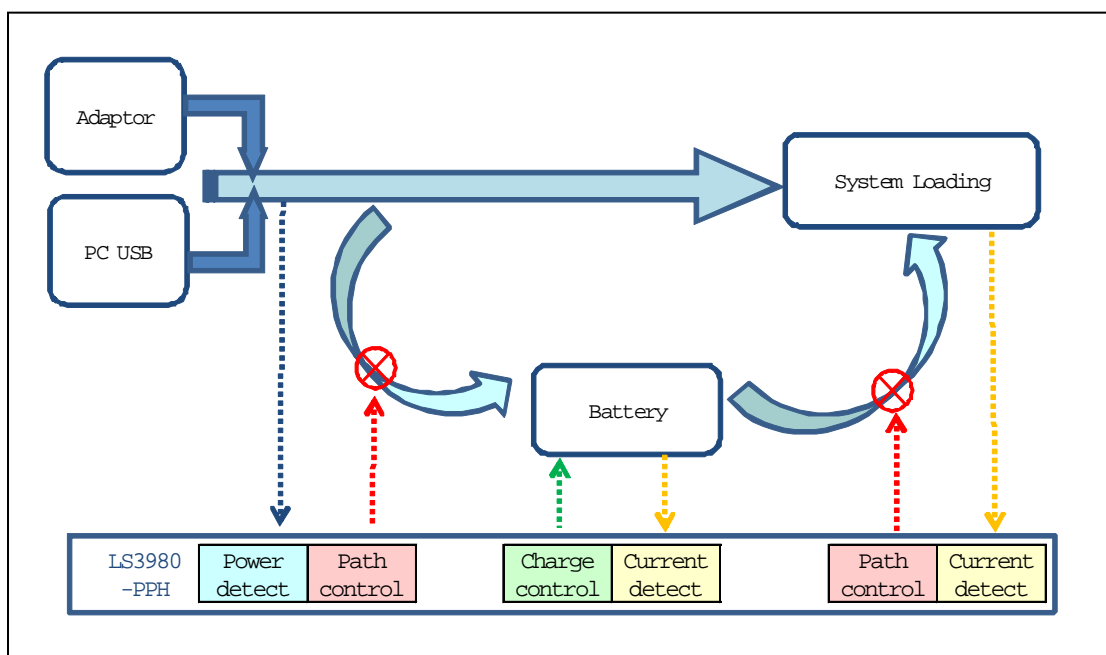 Adaptor
System Loading
PC USB
Battery
LS3980
-PPH
Power
detect
Path
control
Charge
control
Current
detect
Path
control
Current
detect